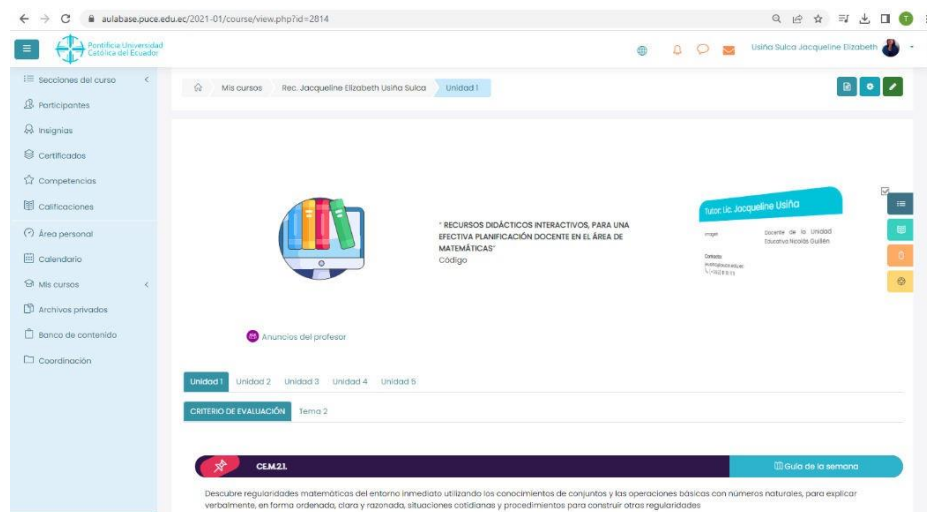 aulabase.puce.edu.ec/2021-01/course/view.php?id=2814
T
Pontificia Universidad
Católica del Ecuador
Usiña Sulca Jacqueline Elizabeth
Secciones del curso
Participantes
Insignias
Certificados
Competencias
Calificaciones
Área personal
Calendario
Mis cursos
Archivos privados
Banco de contenido
Coordinación
Mis cursos Rec. Jacqueline Elizabeth Usiña Sulca Unidad 1
" RECURSOS DIDÁCTICOS INTERACTIVOS, PARA UNA
EFECTIVA PLANIFICACIÓN DOCENTE EN EL ÁREA DE
MATEMÁTICAS"
Código
Tutor: Lic. Jacqueline Usiña
Docente de la Unidad
Educativa Nicolás Guillén
Contacto
Anuncios del profesor
Unidad 1 Unidad 2 Unidad 3 Unidad 4 Unidad 5
CRITERIO DE EVALUACIÓN Tema 2
CE.M.2.1. Guía de la semana
Descubre regularidades matemáticas del entorno inmediato utilizando los conocimientos de conjuntos y las operaciones básicas con números naturales, para explicar
verbalmente, en forma ordenada, clara y razonada, situaciones cotidianas y procedimientos para construir otras regularidades